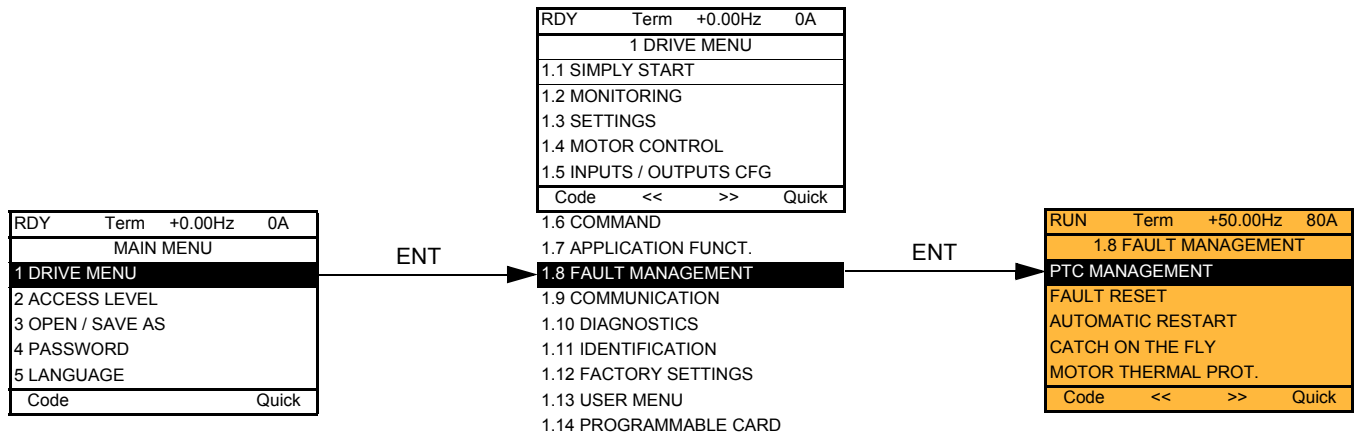 RDY Term +0.00Hz 0A
MAIN MENU
1 DRIVE MENU
2 ACCESS LEVEL
3 OPEN / SAVE AS
4 PASSWORD
5 LANGUAGE
Code Quick
ENT
RDY Term +0.00Hz 0A
1 DRIVE MENU
1.1 SIMPLY START
1.2 MONITORING
1.3 SETTINGS
1.4 MOTOR CONTROL
1.5 INPUTS / OUTPUTS CFG
Code << >> Quick
1.6 COMMAND
1.7 APPLICATION FUNCT.
1.8 FAULT MANAGEMENT
1.9 COMMUNICATION
1.10 DIAGNOSTICS
1.11 IDENTIFICATION
1.12 FACTORY SETTINGS
1.13 USER MENU
1.14 PROGRAMMABLE CARD
ENT
RUN Term +50.00Hz 80A
1.8 FAULT MANAGEMENT
PTC MANAGEMENT
FAULT RESET
AUTOMATIC RESTART
CATCH ON THE FLY
MOTOR THERMAL PROT.
Code << >> Quick